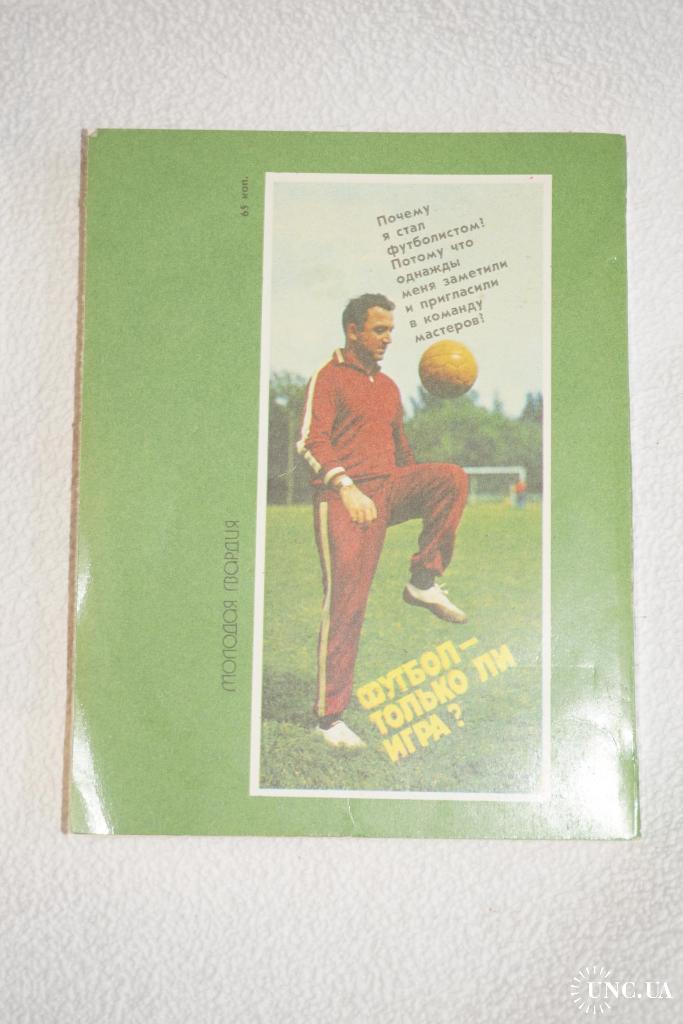 65 коп.
Почему
я стал
футболистом?
Потому что
однажды
меня заметили
и пригласили
в команду
мастеров?
МОЛОДАЯ ГВАРДИЯ
ФУТБОЛ—
ТОЛЬКО ЛИ
ИГРА?
UNC.UA